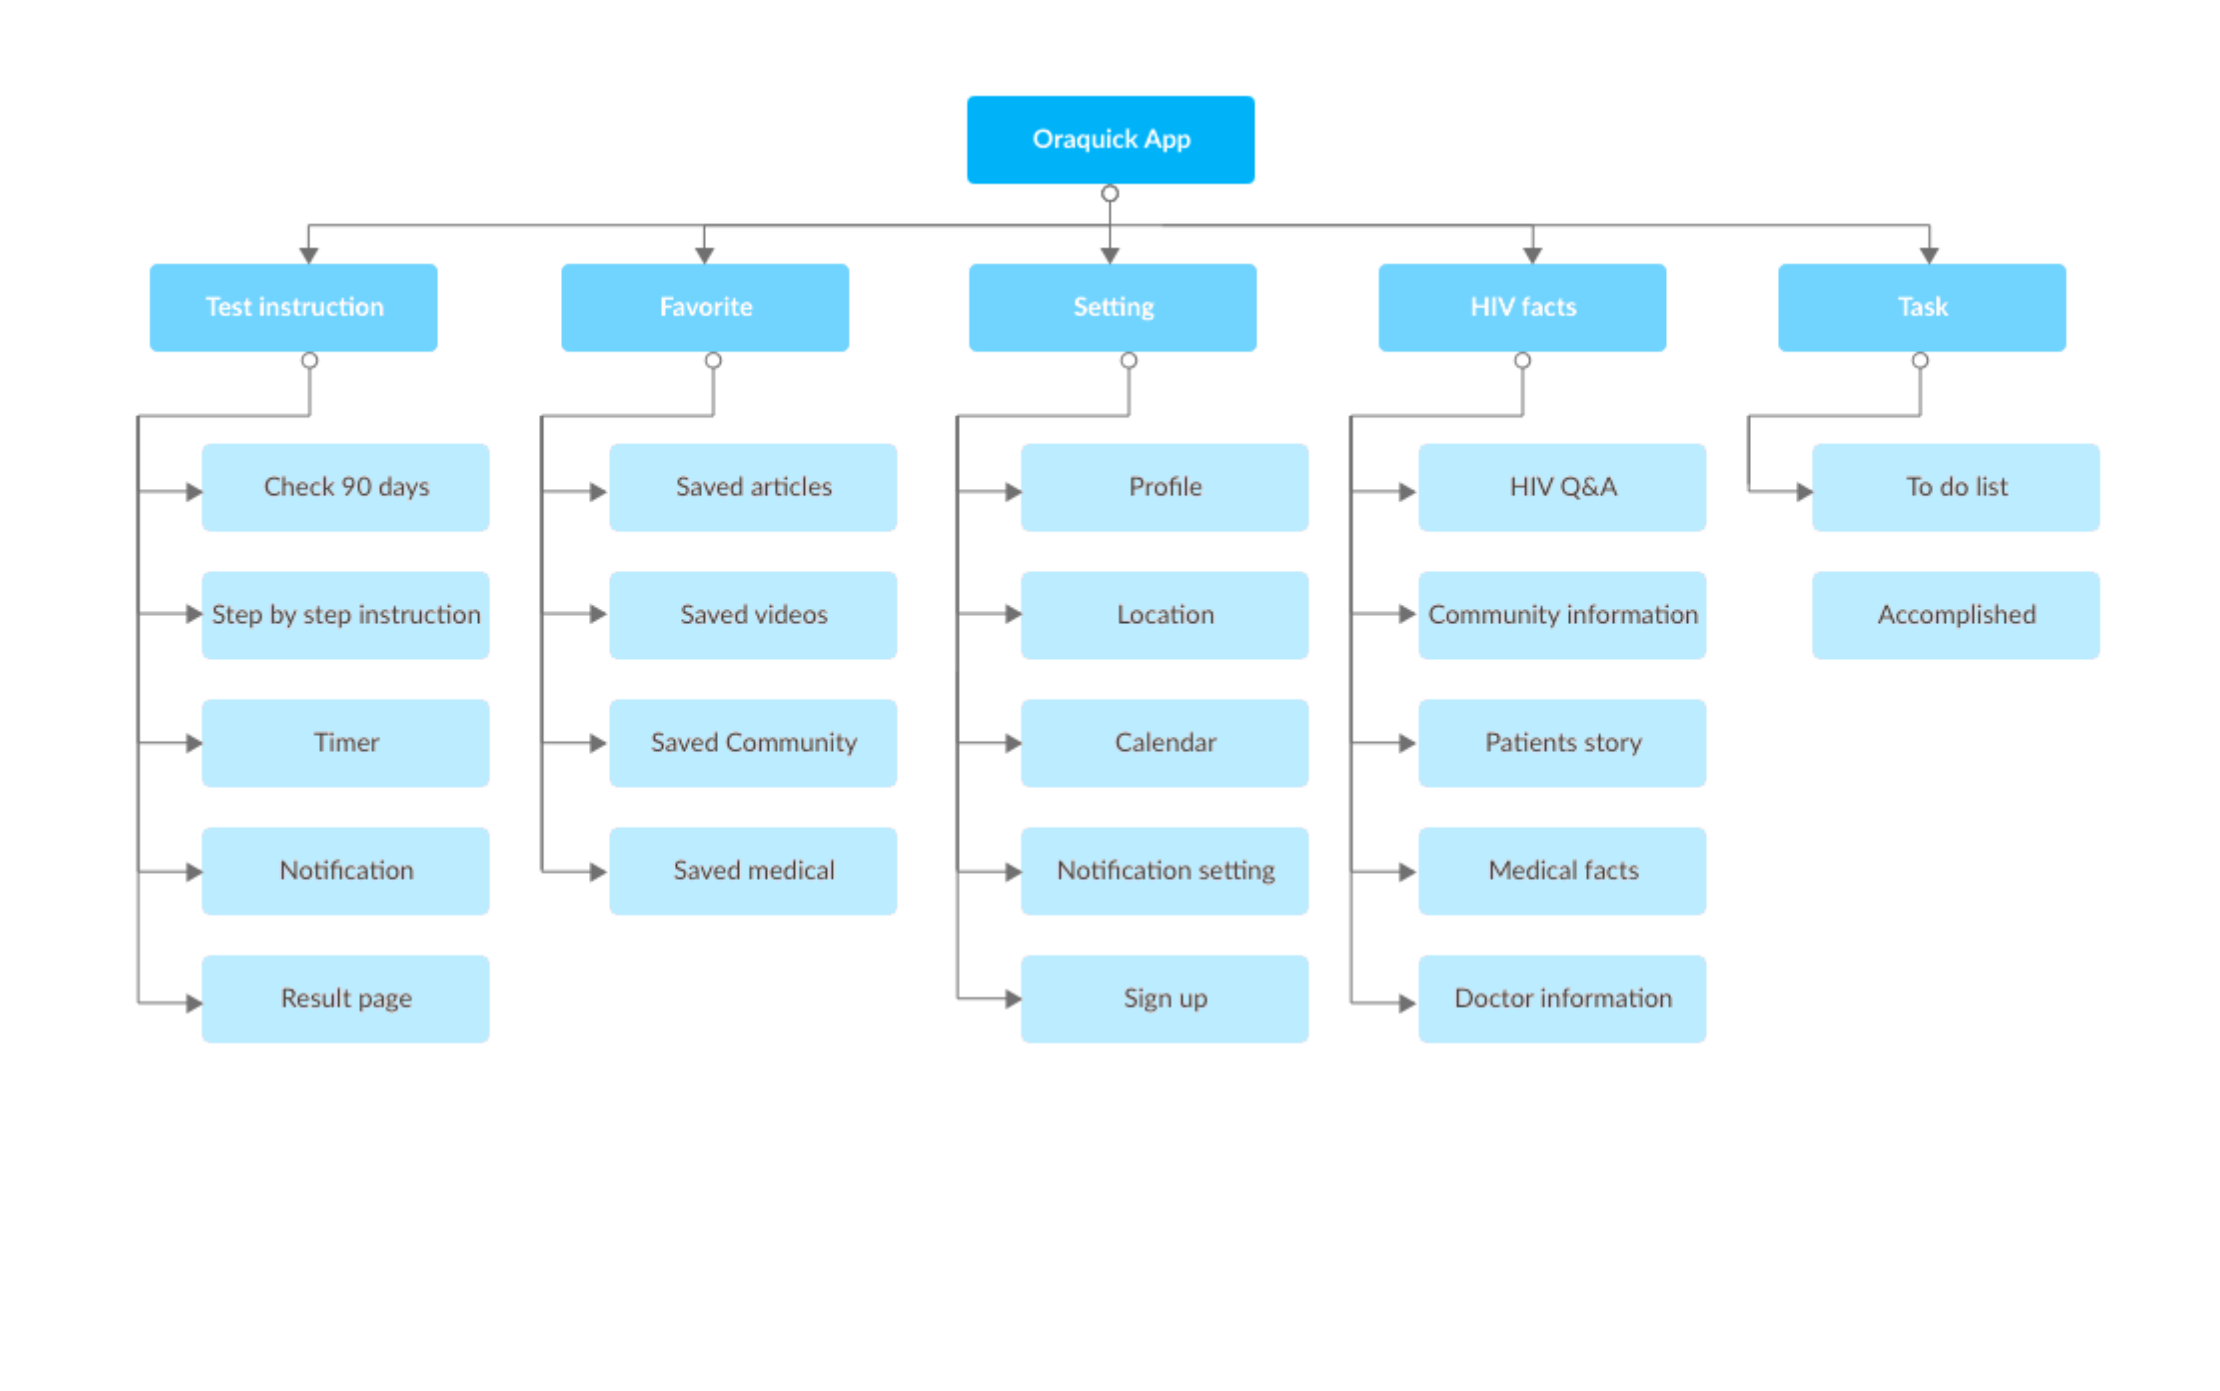 Oraquick App
Test instruction
Favorite
Setting
HIV facts
Task
Check 90 days
Saved articles
Profile
HIV Q&A
To do list
Step by step instruction
Saved videos
Location
Community information
Accomplished
Timer
Saved Community
Calendar
Patients story
Notification
Saved medical
Notification setting
Medical facts
Result page
Sign up
Doctor information